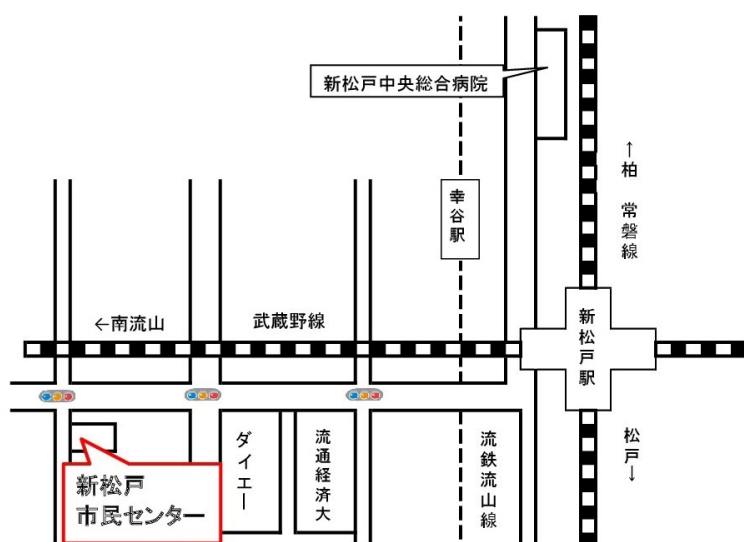 新松戸中央総合病院
↑柏　常磐線
幸谷駅
←南流山
武蔵野線
新松戸駅
ダイエー
流通経済大
流鉄流山線
松戸↓
新松戸
市民センター